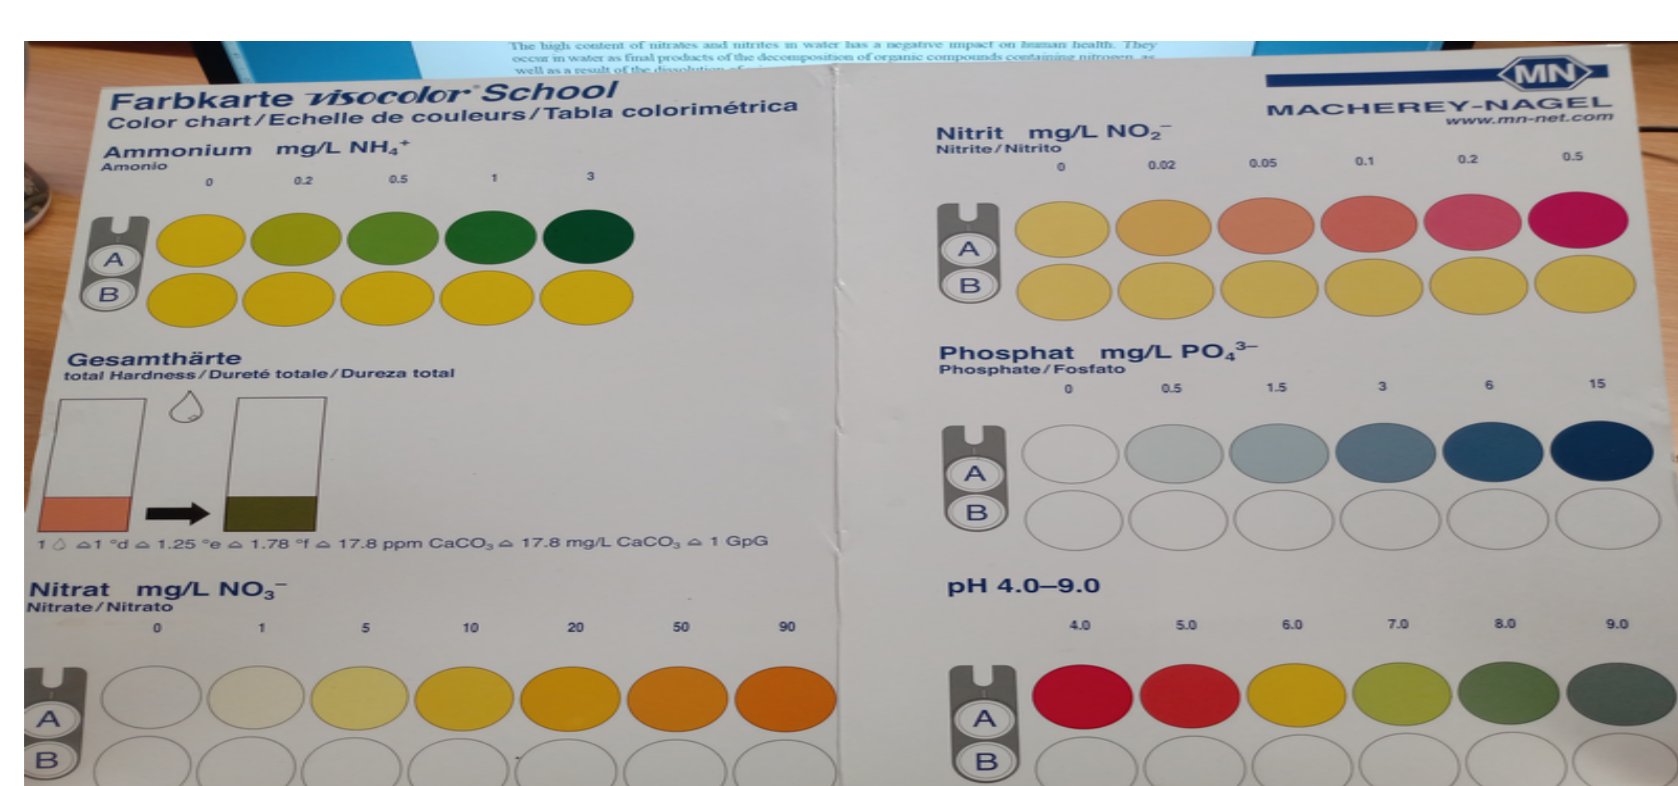 The high content of nitrates and nitrites in water has a negative impact on human health. They
occur in water as final products of the decomposition of organic compounds containing nitrogen, as
well as a result of the dissolution of
Farbkarte visocolor® School
Color chart/Echelle de couleurs/Tabla colorimétrica
Ammonium mg/L NH₄⁺
Amonio
0 0.2 0.5 1 3
A
B
Gesamthärte
total Hardness/Dureté totale/Dureza total
1 ≙ 1 °d ≙ 1.25 °e ≙ 1.78 °f ≙ 17.8 ppm CaCO₃ ≙ 17.8 mg/L CaCO₃ ≙ 1 GpG
Nitrat mg/L NO₃⁻
Nitrate/Nitrato
0 1 5 10 20 50 90
A
B
MN
MACHEREY-NAGEL
www.mn-net.com
Nitrit mg/L NO₂⁻
Nitrite/Nitrito
0 0.02 0.05 0.1 0.2 0.5
A
B
Phosphat mg/L PO₄³⁻
Phosphate/Fosfato
0 0.5 1.5 3 6 15
A
B
pH 4.0–9.0
4.0 5.0 6.0 7.0 8.0 9.0
A
B